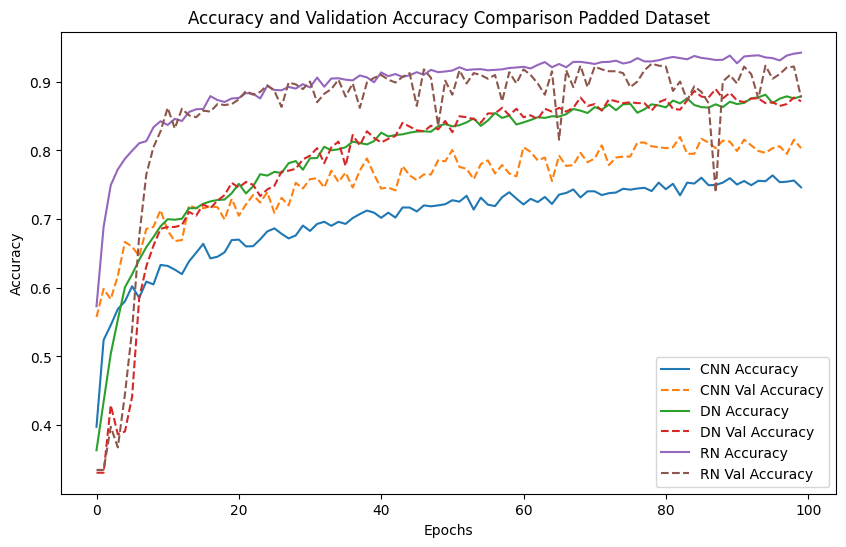 Accuracy and Validation Accuracy Comparison Padded Dataset
Accuracy
0.9
0.8
0.7
0.6
0.5
0.4
0
20
40
60
80
100
Epochs
CNN Accuracy
CNN Val Accuracy
DN Accuracy
DN Val Accuracy
RN Accuracy
RN Val Accuracy